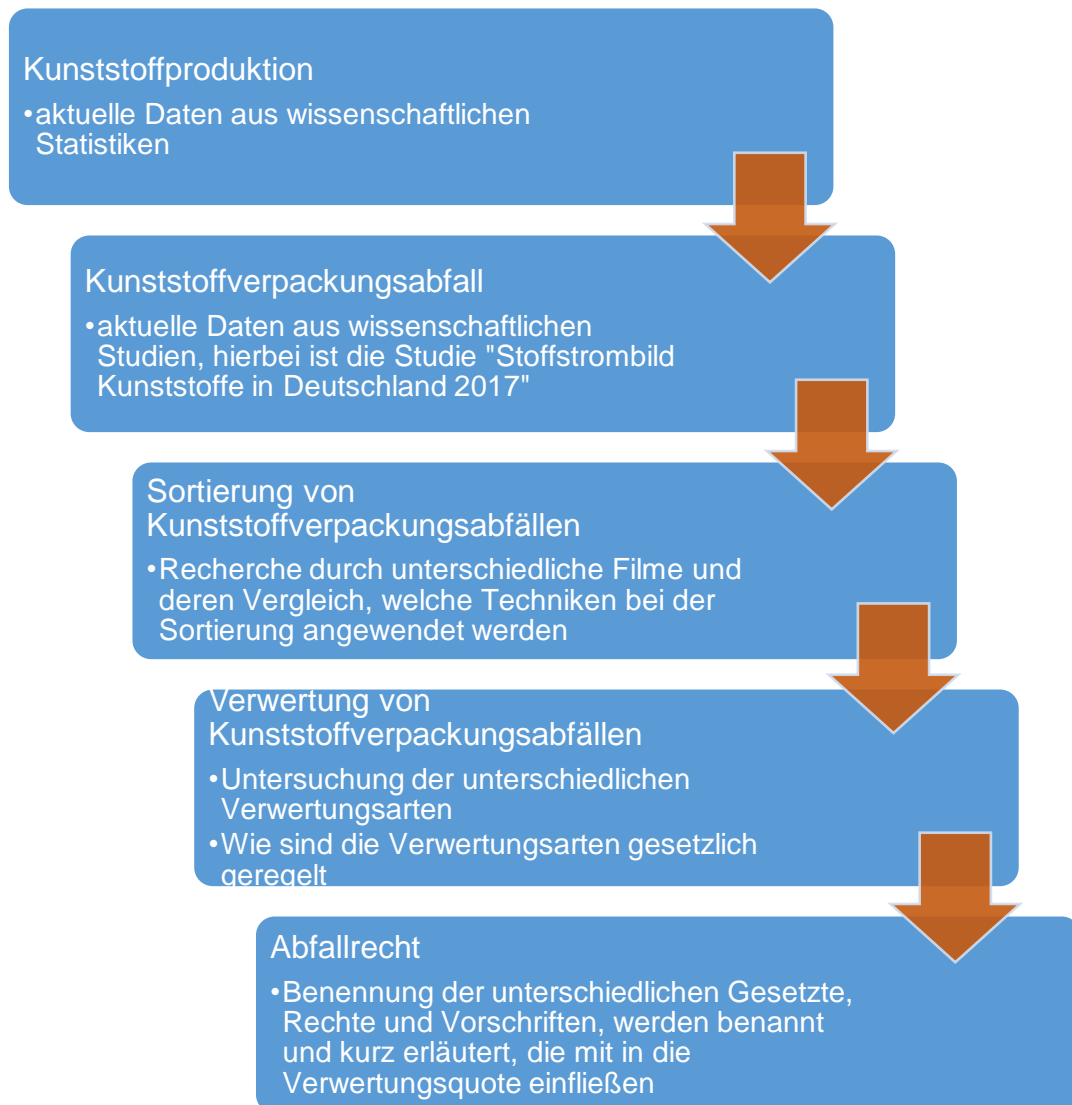 Kunststoffproduktion
•aktuelle Daten aus wissenschaftlichen
Statistiken
Kunststoffverpackungsabfall
•aktuelle Daten aus wissenschaftlichen
Studien, hierbei ist die Studie "Stoffstrombild
Kunststoffe in Deutschland 2017"
Sortierung von
Kunststoffverpackungsabfällen
•Recherche durch unterschiedliche Filme und
deren Vergleich, welche Techniken bei der
Sortierung angewendet werden
Verwertung von
Kunststoffverpackungsabfällen
•Untersuchung der unterschiedlichen
Verwertungsarten
•Wie sind die Verwertungsarten gesetzlich
geregelt
Abfallrecht
•Benennung der unterschiedlichen Gesetzte,
Rechte und Vorschriften, werden benannt
und kurz erläutert, die mit in die
Verwertungsquote einfließen